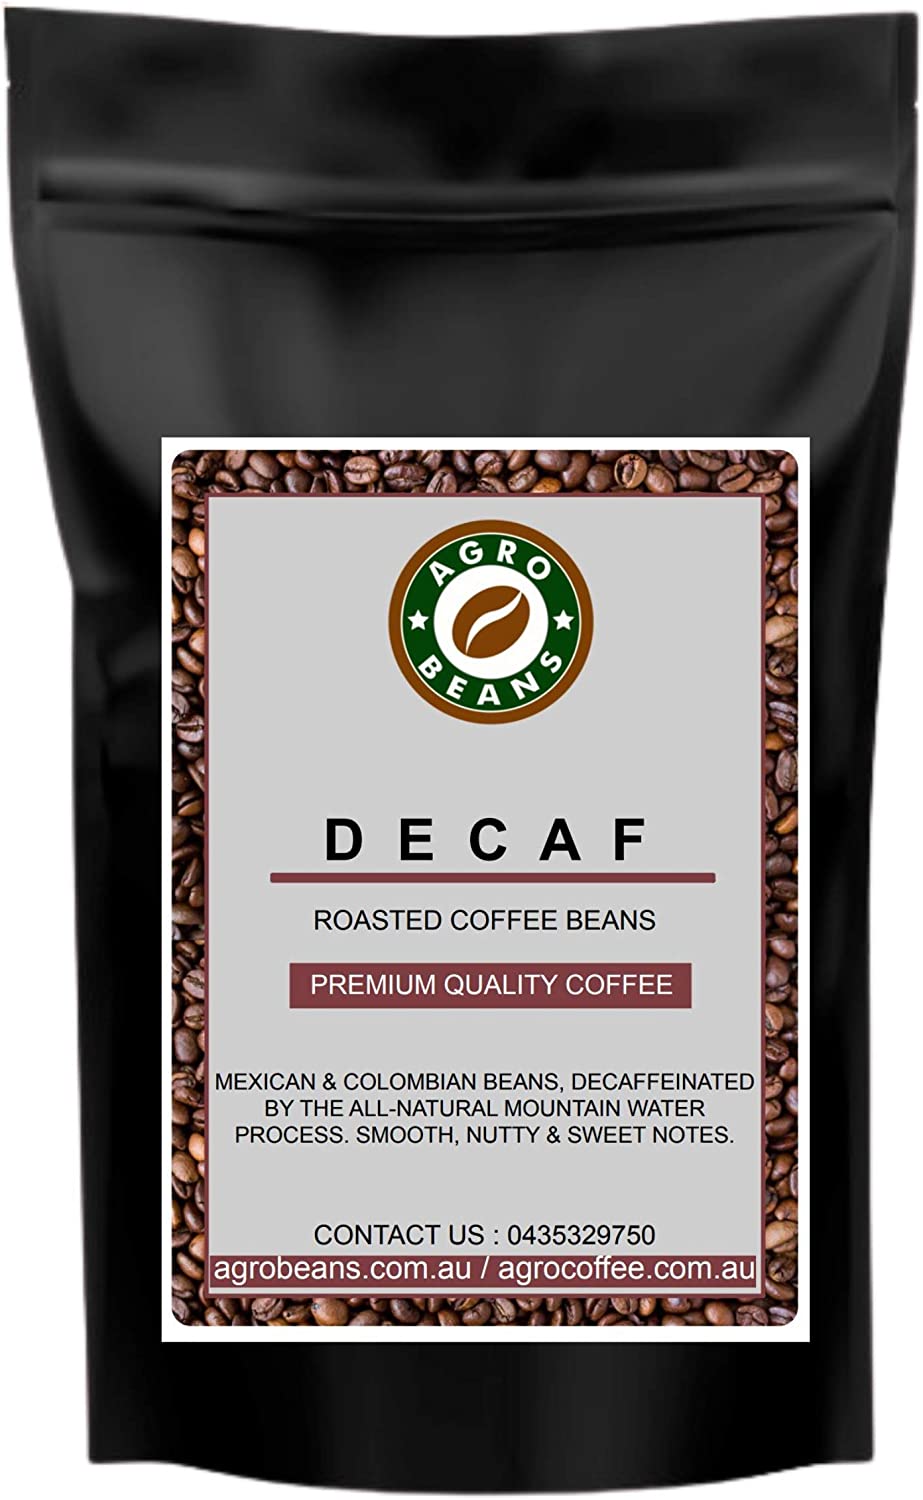 AGRO
BEANS
DECAF
ROASTED COFFEE BEANS
PREMIUM QUALITY COFFEE
MEXICAN & COLOMBIAN BEANS, DECAFFEINATED
BY THE ALL-NATURAL MOUNTAIN WATER
PROCESS. SMOOTH, NUTTY & SWEET NOTES.
CONTACT US : 0435329750
agrobeans.com.au / agrocoffee.com.au